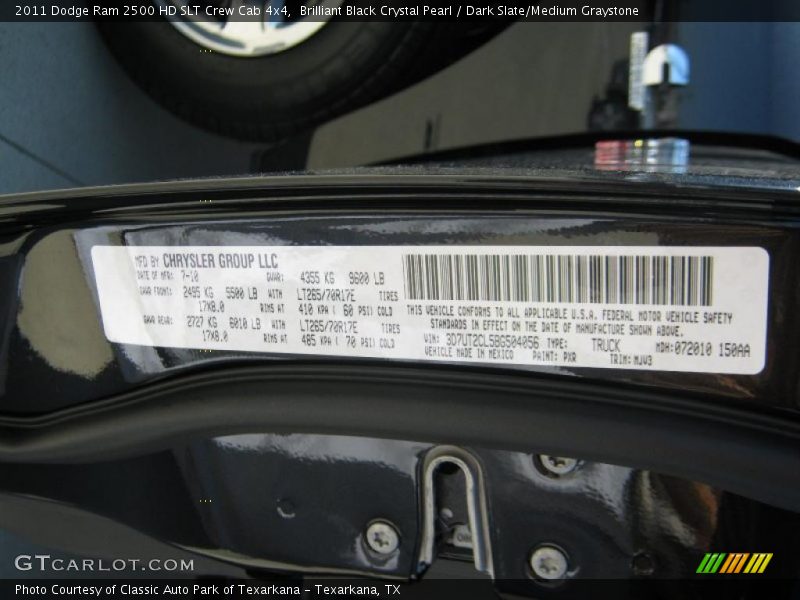 2011 Dodge Ram 2500 HD SLT Crew Cab 4x4, Brilliant Black Crystal Pearl / Dark Slate/Medium Graystone
MFD BY CHRYSLER GROUP LLC
DATE OF MFR: 7-10 GVWR: 4355 KG 9600 LB
GAWR FRONT: 2495 KG 5500 LB WITH LT265/70R17E TIRES
17X8.0 RIMS AT 410 KPA ( 60 PSI) COLD
GAWR REAR: 2727 KG 6010 LB WITH LT265/70R17E TIRES
17X8.0 RIMS AT 485 KPA ( 70 PSI) COLD
THIS VEHICLE CONFORMS TO ALL APPLICABLE U.S.A. FEDERAL MOTOR VEHICLE SAFETY
STANDARDS IN EFFECT ON THE DATE OF MANUFACTURE SHOWN ABOVE.
VIN: 3D7UT2CL5BG504056 TYPE: TRUCK MDH: 072010 150AA
VEHICLE MADE IN MEXICO PAINT: PXR TRIM: MJV3
GTCARLOT.COM
Photo Courtesy of Classic Auto Park of Texarkana - Texarkana, TX